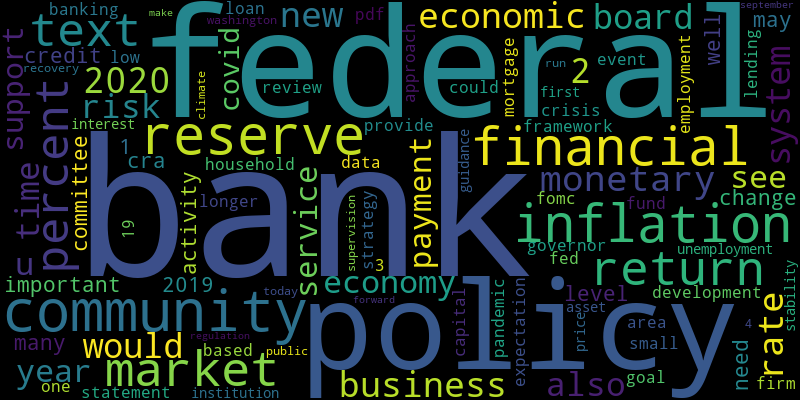 banking
make
washington
pdf
loan
new
economic
board
may
september
text
federal
credit
low
recovery
2020
covid
review
approach
could
mortgage
2
event
employment
well
lending
support
risk
climate
run
first
crisis
system
interest
1
reserve
provide
framework
percent
committee
cra
household
data
payment
guidance
financial
time
u
bank
19
activity
longer
service
supervision
strategy
3
monetary
see
fomc
fund
change
inflation
governor
fed
unemployment
return
important
2019
today
economy
forward
capital
pandemic
expectation
level
asset
development
stability
community
policy
price
area
4
small
rate
many
would
regulation
based
public
year
one
market
statement
institution
business
also
goal
need
firm